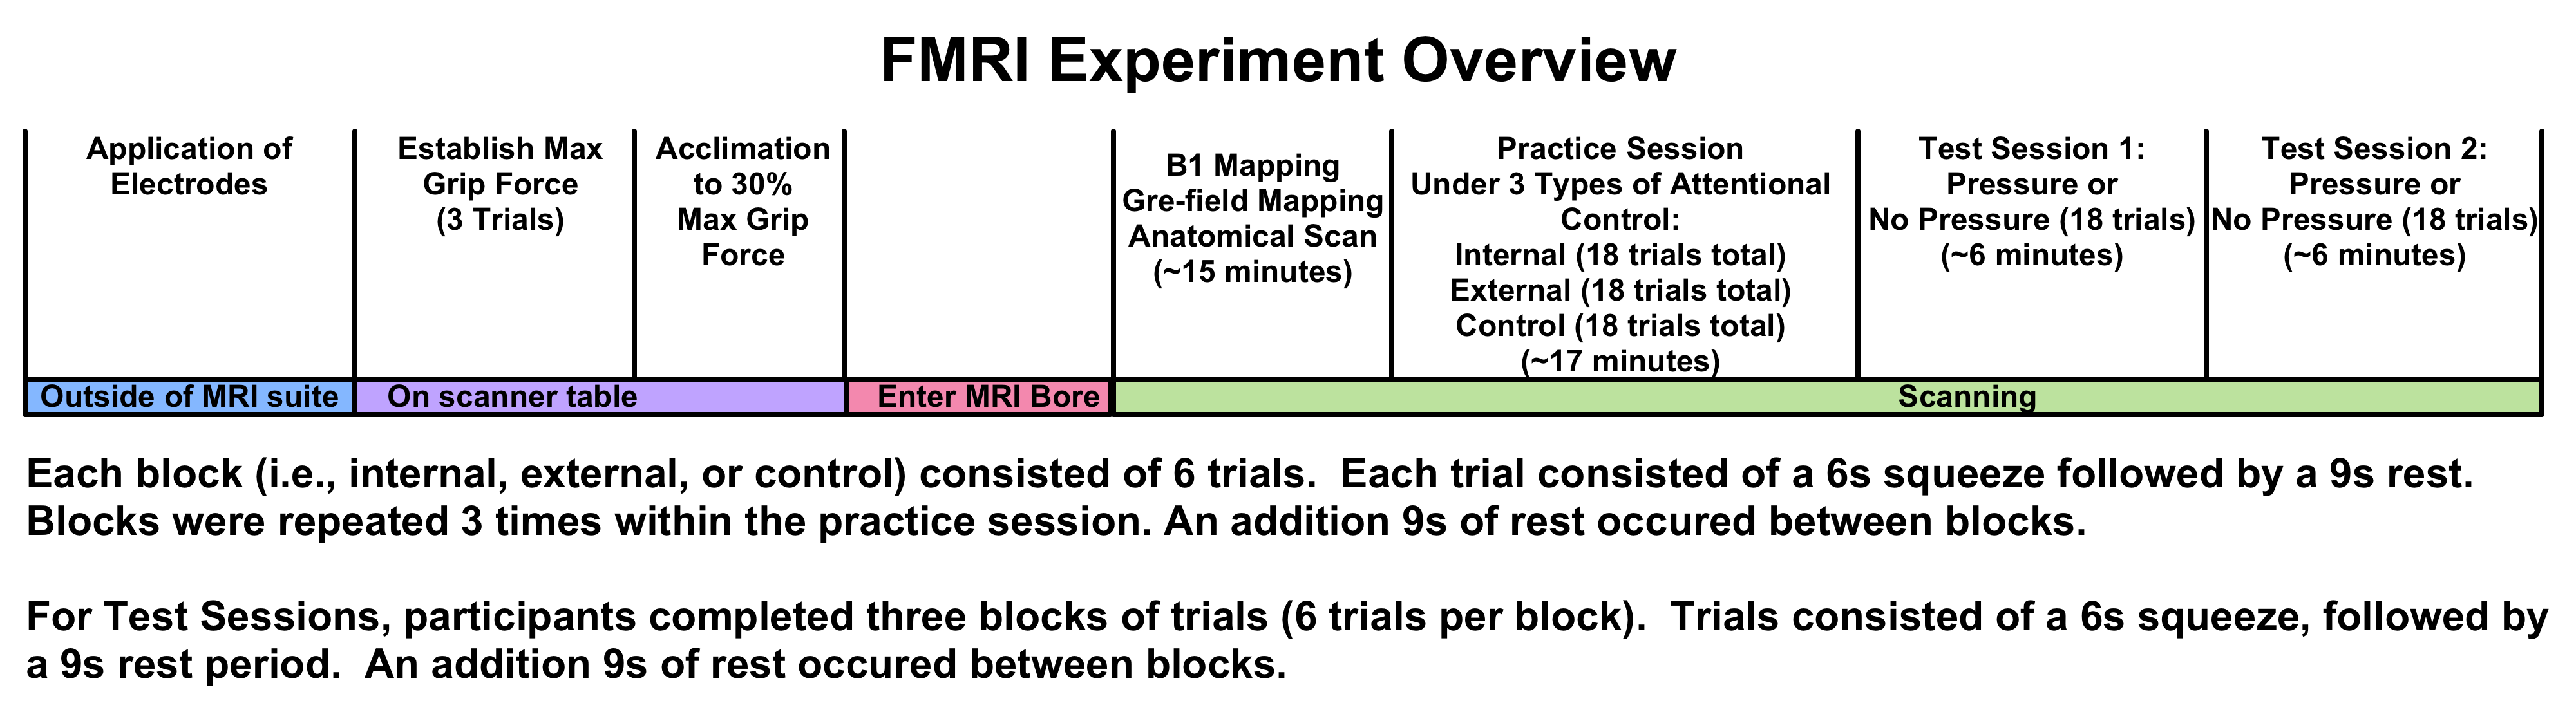 FMRI Experiment Overview
Application of
Electrodes
Establish Max
Grip Force
(3 Trials)
Acclimation
to 30%
Max Grip
Force
B1 Mapping
Gre-field Mapping
Anatomical Scan
(~15 minutes)
Practice Session
Under 3 Types of Attentional
Control:
Internal (18 trials total)
External (18 trials total)
Control (18 trials total)
(~17 minutes)
Test Session 1:
Pressure or
No Pressure (18 trials)
(~6 minutes)
Test Session 2:
Pressure or
No Pressure (18 trials)
(~6 minutes)
Outside of MRI suite
On scanner table
Enter MRI Bore
Scanning
Each block (i.e., internal, external, or control) consisted of 6 trials.  Each trial consisted of a 6s squeeze followed by a 9s rest.
Blocks were repeated 3 times within the practice session. An addition 9s of rest occured between blocks.
For Test Sessions, participants completed three blocks of trials (6 trials per block).  Trials consisted of a 6s squeeze, followed by
a 9s rest period.  An addition 9s of rest occured between blocks.